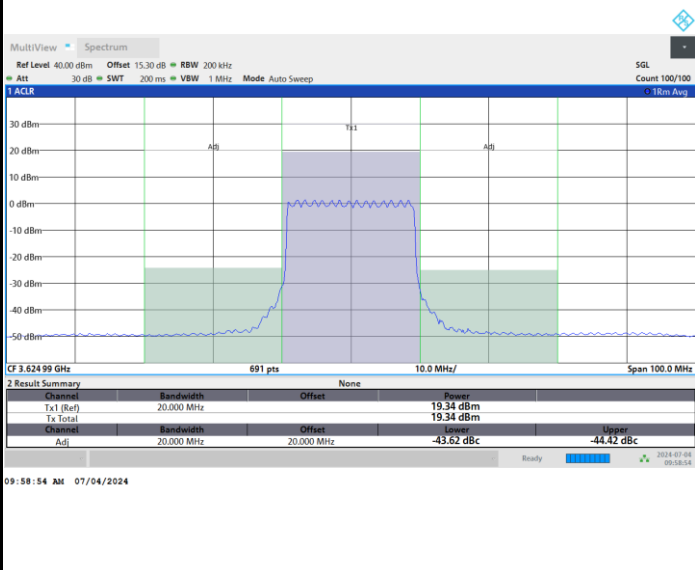 MultiView Spectrum
Ref Level 40.00 dBm Offset 15.30 dB RBW 200 kHz SGL
Att 30 dB SWT 200 ms VBW 1 MHz Mode Auto Sweep Count 100/100
1 ACLR 1Rm Avg
Tx1
Adj Adj
30 dBm
20 dBm
10 dBm
0 dBm
-10 dBm
-20 dBm
-30 dBm
-40 dBm
-50 dBm
CF 3.624 99 GHz 691 pts 10.0 MHz/ Span 100.0 MHz
2 Result Summary None
Channel Bandwidth Offset Power
Tx1 (Ref) 20.000 MHz 19.34 dBm
Tx Total 19.34 dBm
Channel Bandwidth Offset Lower Upper
Adj 20.000 MHz 20.000 MHz -43.62 dBc -44.42 dBc
Ready 2024-07-04
09:58:54
09:58:54 AM 07/04/2024